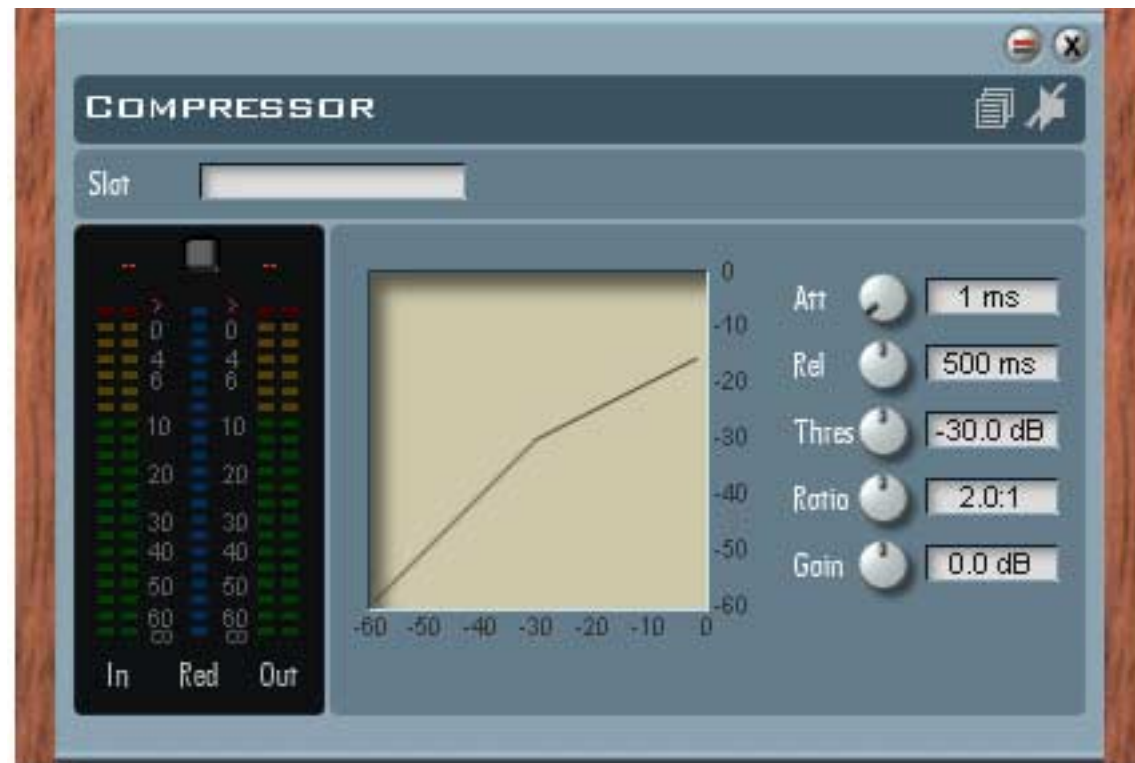 X
COMPRESSOR
Slot
-- --
> >
0 0
4 4
6 6
10 10
20 20
30 30
40 40
50 50
60 60
∞ ∞
In Red Out
0
-10
-20
-30
-40
-50
-60
-60 -50 -40 -30 -20 -10 0
Att 1 ms
Rel 500 ms
Thres -30.0 dB
Ratio 2.0:1
Gain 0.0 dB